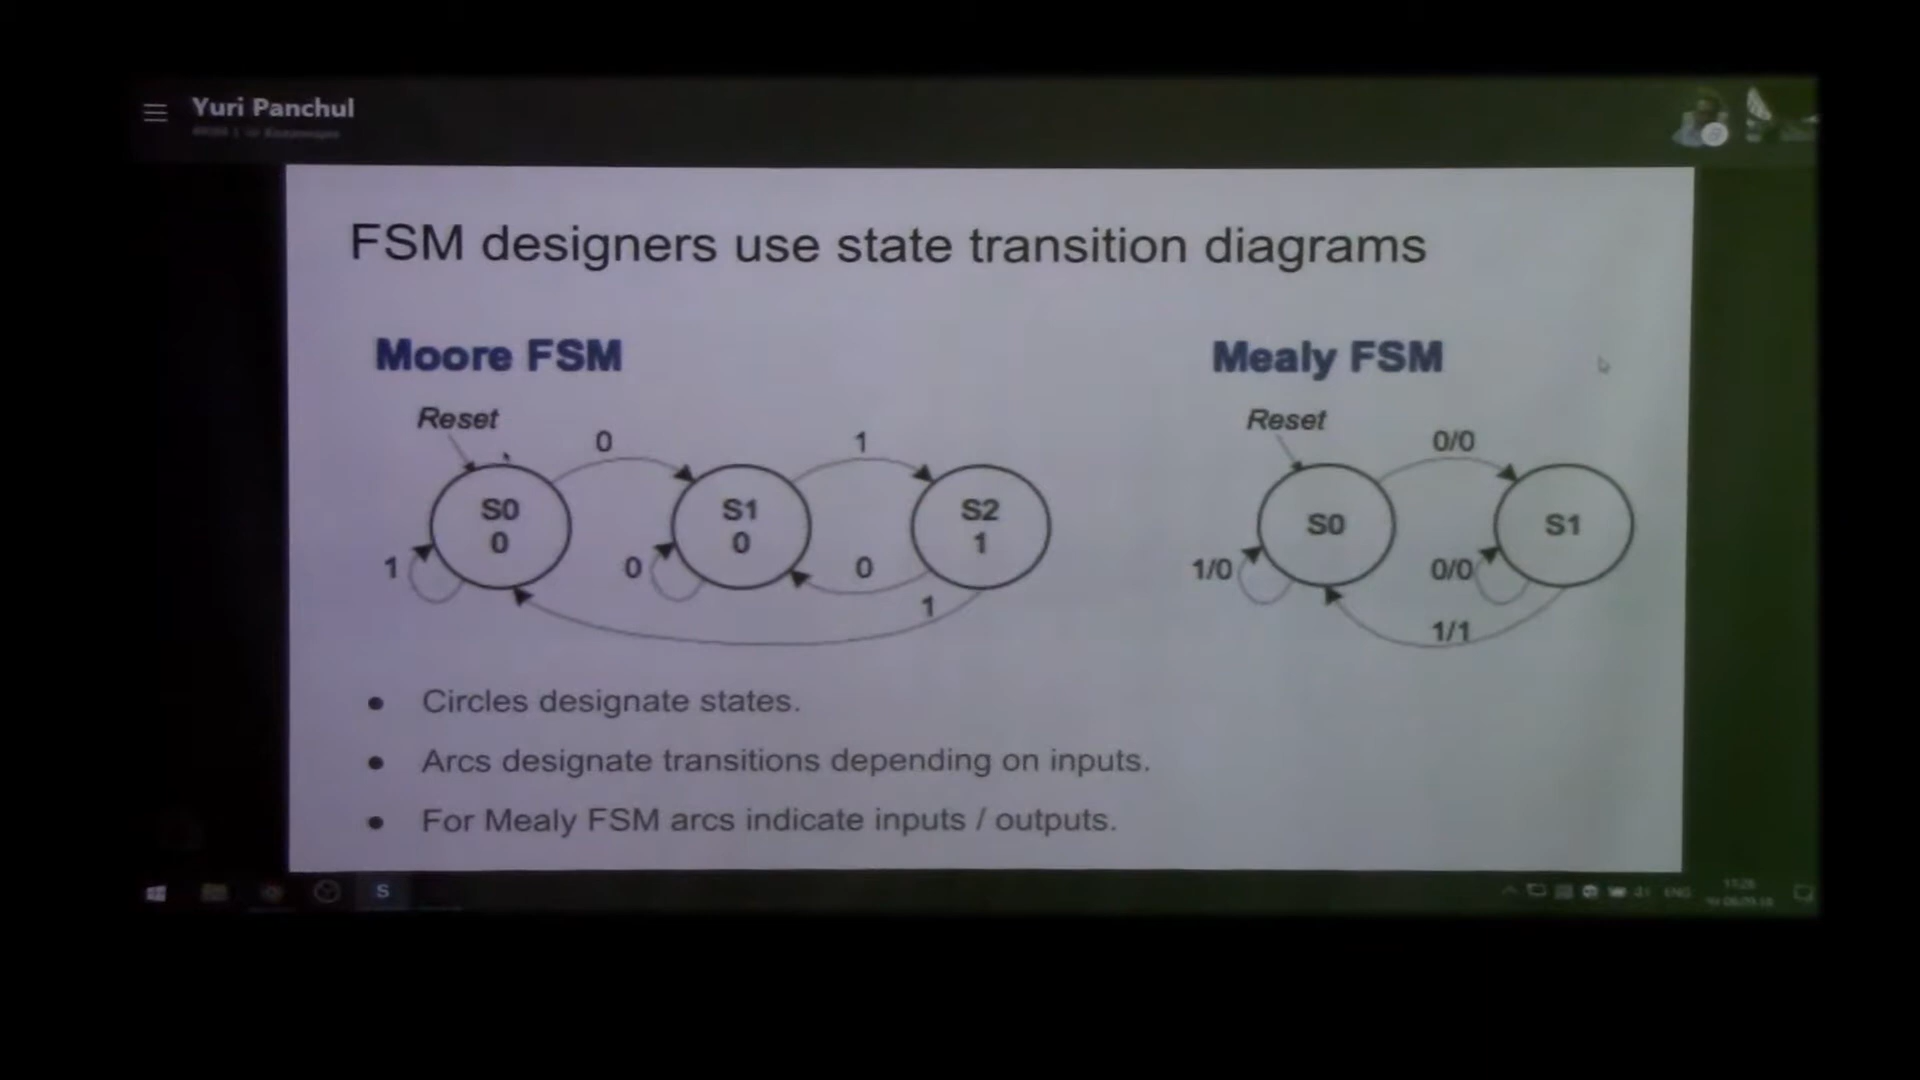 Yuri Panchul
FSM designers use state transition diagrams
Moore FSM
Reset
0
1
S0
0
S1
0
S2
1
1
0
0
1
Mealy FSM
Reset
0/0
S0
S1
1/0
0/0
1/1
● Circles designate states.
● Arcs designate transitions depending on inputs.
● For Mealy FSM arcs indicate inputs / outputs.
S
ENG